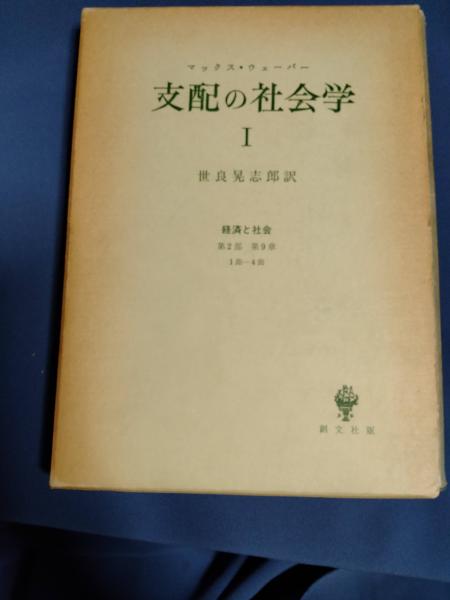 マックス・ウェーバー
支配の社会学
I
世良晃志郎訳
経済と社会
第2部 第9章
1節―4節
創文社版